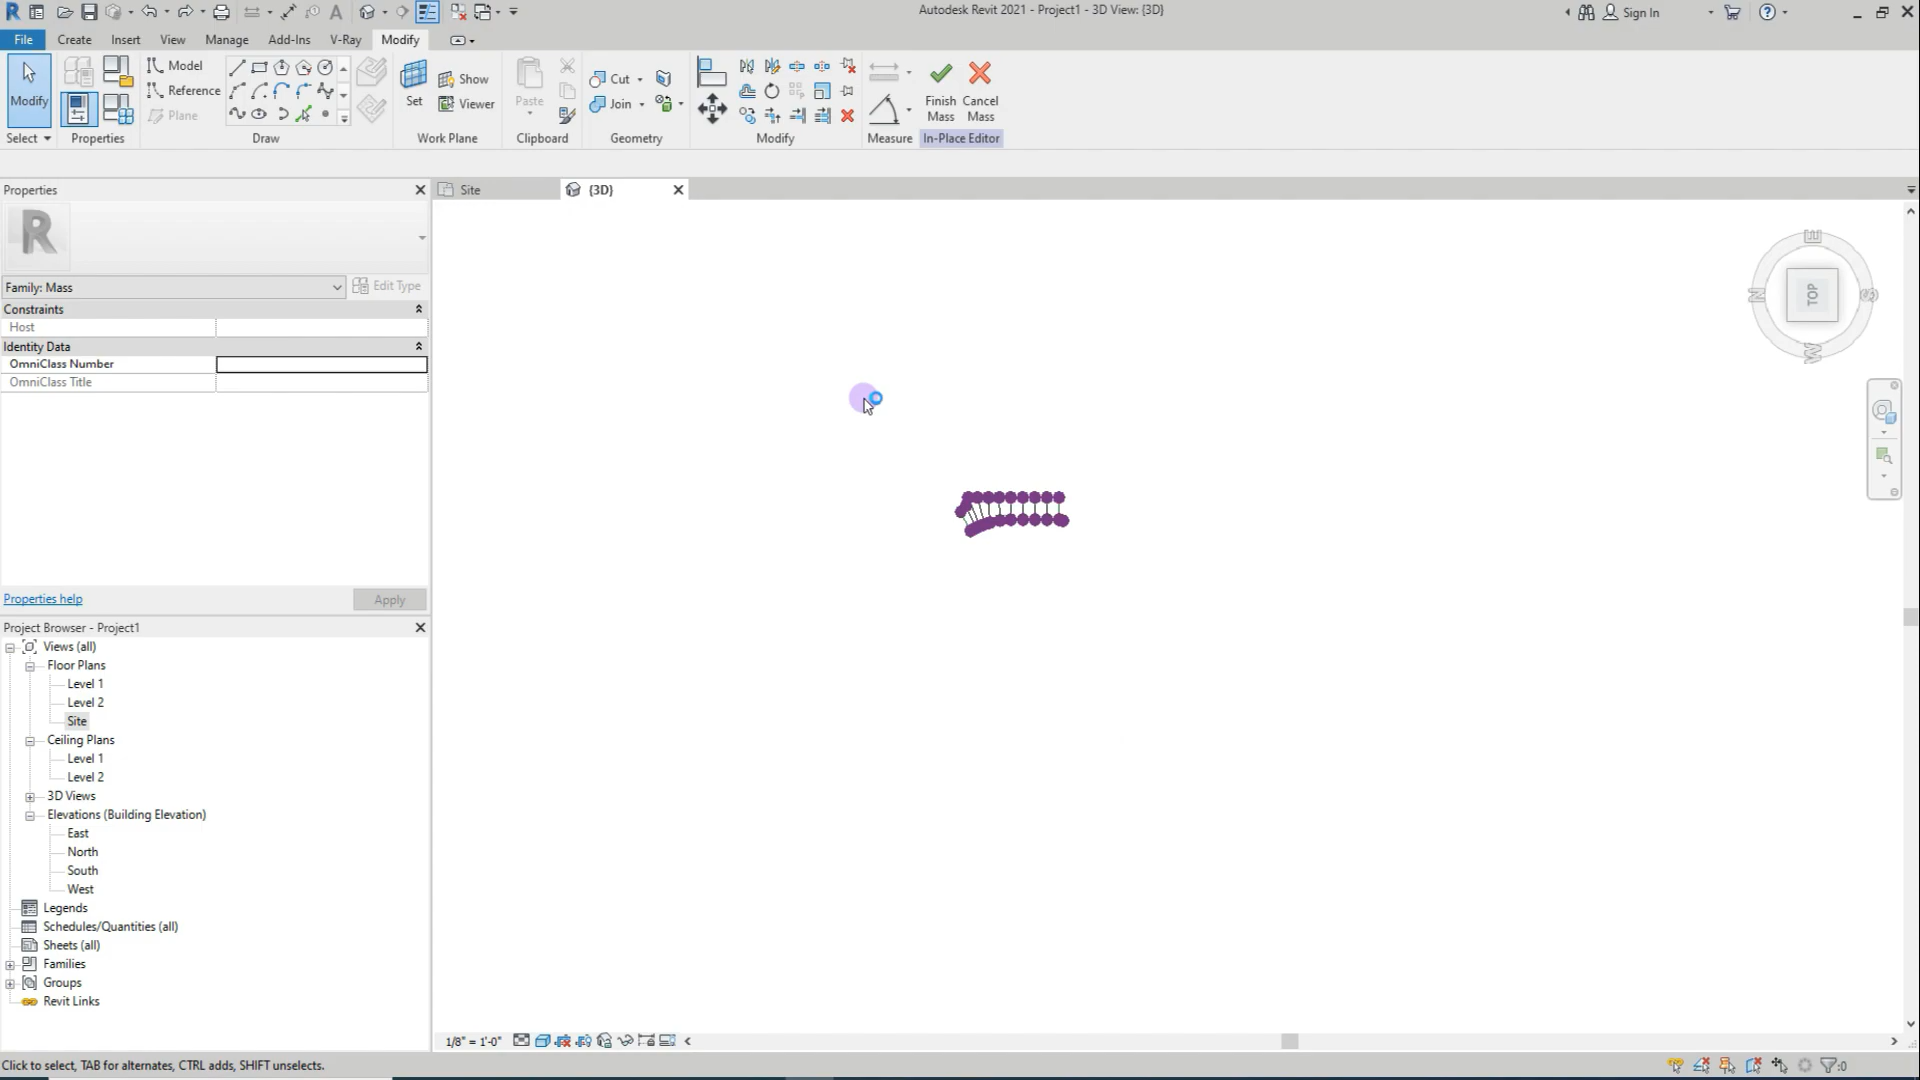 Autodesk Revit 2021 - Project1 - 3D View: {3D}
Sign In
File
Create
Insert
View
Manage
Add-Ins
V-Ray
Modify
Modify
Model
Reference
Plane
Set
Show
Viewer
Paste
Cut
Join
Finish
Mass
Cancel
Mass
Select
Properties
Draw
Work Plane
Clipboard
Geometry
Modify
Measure
In-Place Editor
Properties
Site
{3D}
Family: Mass
Edit Type
Constraints
Host
Identity Data
OmniClass Number
OmniClass Title
E
N
TOP
S
W
Properties help
Apply
Project Browser - Project1
Views (all)
Floor Plans
Level 1
Level 2
Site
Ceiling Plans
Level 1
Level 2
3D Views
Elevations (Building Elevation)
East
North
South
West
Legends
Schedules/Quantities (all)
Sheets (all)
Families
Groups
Revit Links
1/8" = 1'-0"
Click to select, TAB for alternates, CTRL adds, SHIFT unselects.
:0